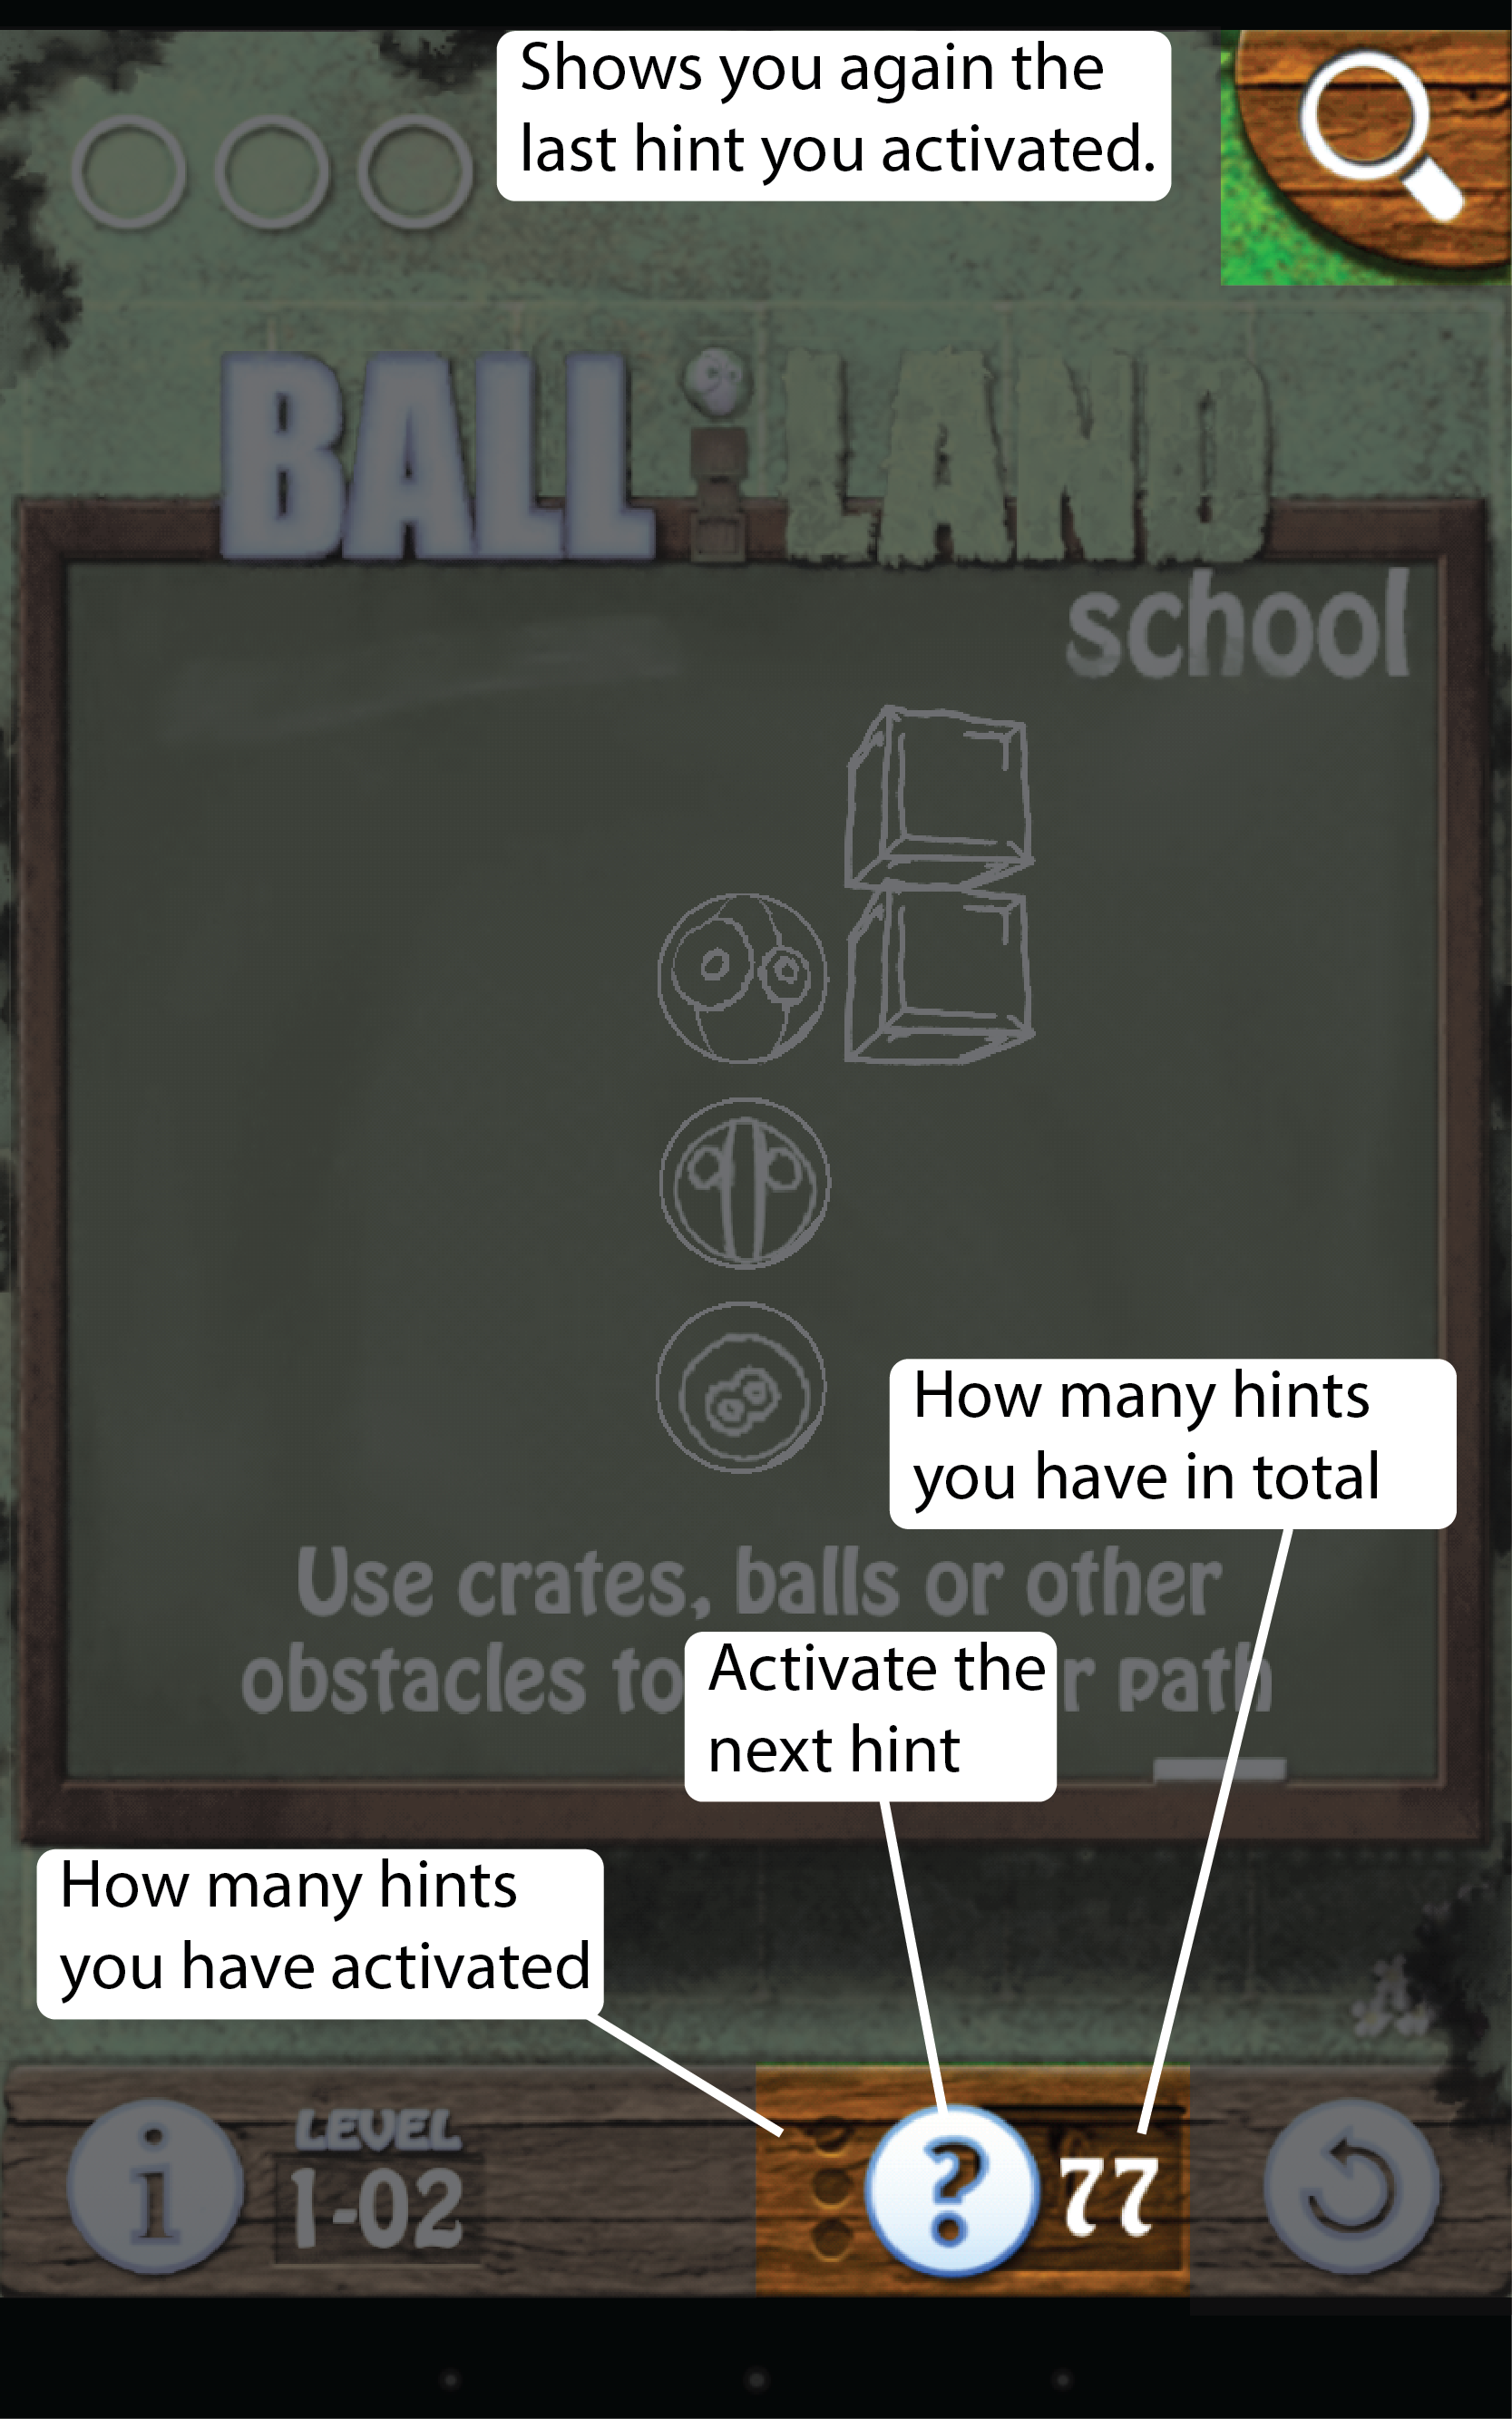 Shows you again the
last hint you activated.
BALL LAND
school
How many hints
you have in total
Use crates, balls or other
obstacles to r path
Activate the
next hint
How many hints
you have activated
LEVEL
1-02
i
?
77